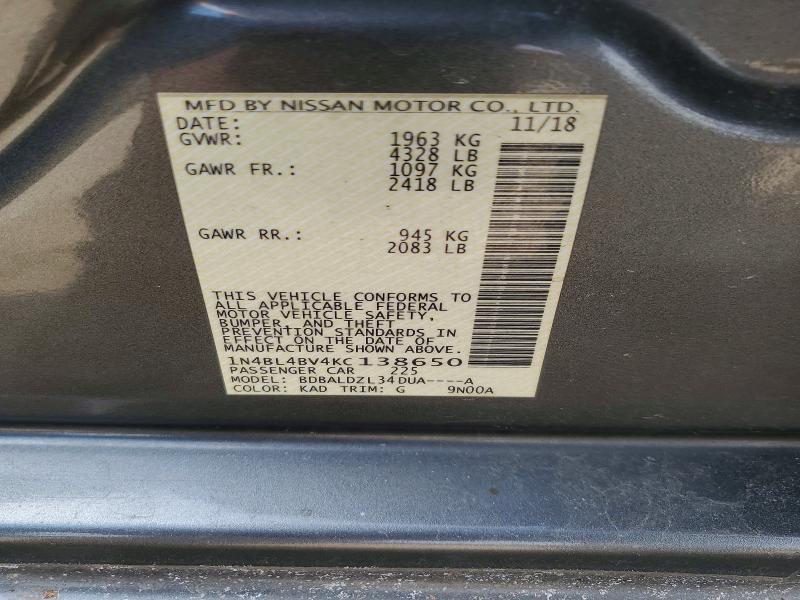 MFD BY NISSAN MOTOR CO., LTD.
DATE: 11/18
GVWR: 1963 KG
4328 LB
GAWR FR.: 1097 KG
2418 LB
GAWR RR.: 945 KG
2083 LB
THIS VEHICLE CONFORMS TO
ALL APPLICABLE FEDERAL
MOTOR VEHICLE SAFETY,
BUMPER, AND THEFT
PREVENTION STANDARDS IN
EFFECT ON THE DATE OF
MANUFACTURE SHOWN ABOVE.
1N4BL4BV4KC138650
PASSENGER CAR 225
MODEL: BDBALDZL34DUA----A
COLOR: KAD TRIM: G 9N00A